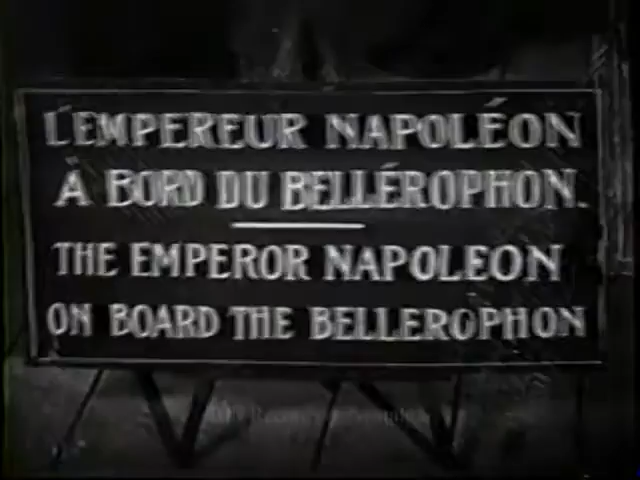 L'EMPEREUR NAPOLÉON
À BORD DU BELLÉROPHON.
THE EMPEROR NAPOLEON
ON BOARD THE BELLEROPHON